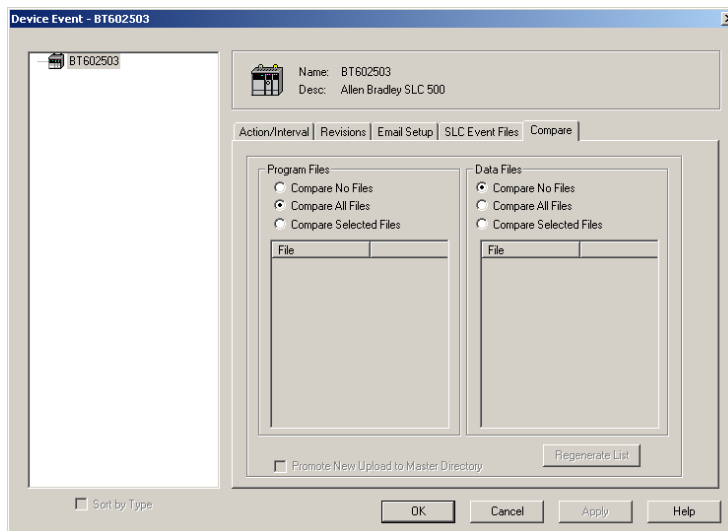 Device Event - BT602503
BT602503
Name: BT602503
Desc: Allen Bradley SLC 500
Action/Interval Revisions Email Setup SLC Event Files Compare
Program Files
Compare No Files
Compare All Files
Compare Selected Files
File
Data Files
Compare No Files
Compare All Files
Compare Selected Files
File
Promote New Upload to Master Directory
Regenerate List
Sort by Type
OK Cancel Apply Help